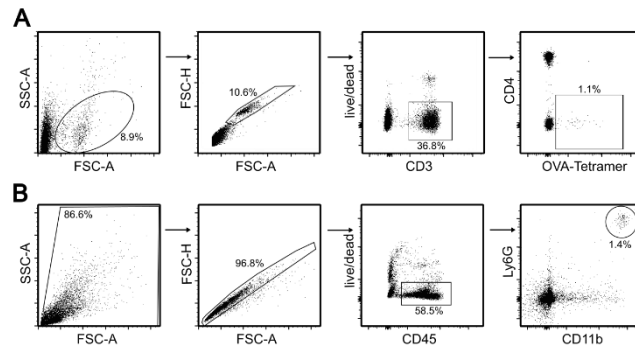 A
SSC-A
8.9%
FSC-A
FSC-H
10.6%
FSC-A
live/dead
36.8%
CD3
CD4
1.1%
OVA-Tetramer
B
SSC-A
86.6%
FSC-A
FSC-H
96.8%
FSC-A
live/dead
58.5%
CD45
Ly6G
1.4%
CD11b